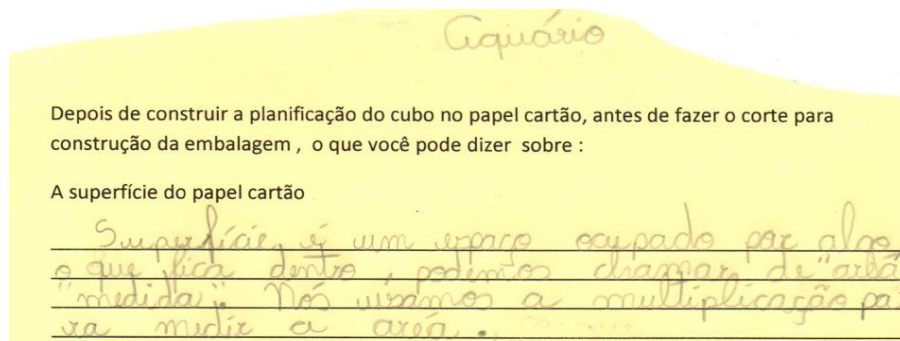 Aquário
Depois de construir a planificação do cubo no papel cartão, antes de fazer o corte para
construção da embalagem , o que você pode dizer sobre :
A superfície do papel cartão
Superfície, é um espaço ocupado por algo
o que fica dentro , podemos chamar de "arba
"medida". Nós usamos a multiplicação pa
ra medir a aréa .